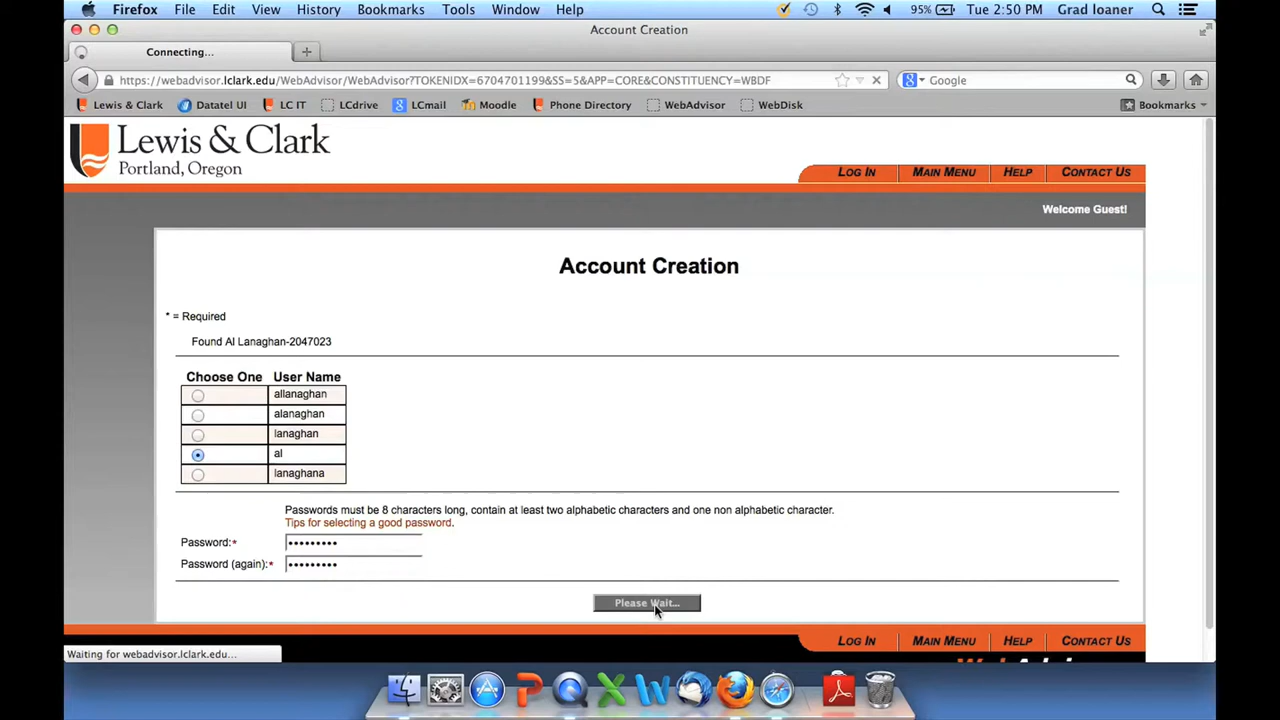 Firefox File Edit View History Bookmarks Tools Window Help 95% Tue 2:50 PM Grad loaner
Account Creation
Connecting...
https://webadvisor.lclark.edu/WebAdvisor/WebAdvisor?TOKENIDX=6704701199&SS=5&APP=CORE&CONSTITUENCY=WBDF Google
Lewis & Clark Datatel UI LC IT LCdrive LCmail Moodle Phone Directory WebAdvisor WebDisk Bookmarks
Lewis & Clark
Portland, Oregon
LOG IN MAIN MENU HELP CONTACT US
Welcome Guest!
Account Creation
* = Required
Found Al Lanaghan-2047023
Choose One User Name
allanaghan
alanaghan
lanaghan
al
lanaghana
Passwords must be 8 characters long, contain at least two alphabetic characters and one non alphabetic character.
Tips for selecting a good password.
Password:* •••••••••
Password (again):* •••••••••
Please Wait...
LOG IN MAIN MENU HELP CONTACT US
Waiting for webadvisor.lclark.edu...